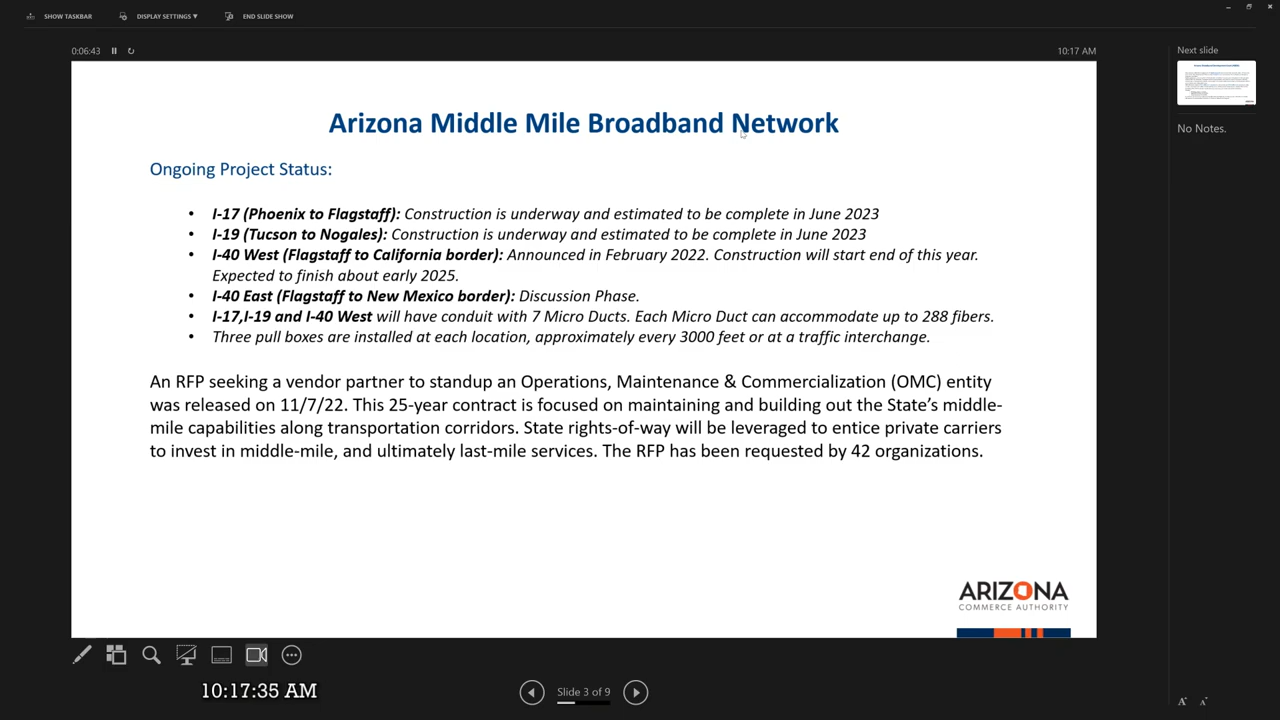 SHOW TASKBAR
DISPLAY SETTINGS ▼
END SLIDE SHOW
0:06:43
10:17 AM
Next slide
No Notes.
Arizona Middle Mile Broadband Network
Ongoing Project Status:
• I-17 (Phoenix to Flagstaff): Construction is underway and estimated to be complete in June 2023
• I-19 (Tucson to Nogales): Construction is underway and estimated to be complete in June 2023
• I-40 West (Flagstaff to California border): Announced in February 2022. Construction will start end of this year.
Expected to finish about early 2025.
• I-40 East (Flagstaff to New Mexico border): Discussion Phase.
• I-17,I-19 and I-40 West will have conduit with 7 Micro Ducts. Each Micro Duct can accommodate up to 288 fibers.
• Three pull boxes are installed at each location, approximately every 3000 feet or at a traffic interchange.
An RFP seeking a vendor partner to standup an Operations, Maintenance & Commercialization (OMC) entity
was released on 11/7/22. This 25-year contract is focused on maintaining and building out the State's middle-
mile capabilities along transportation corridors. State rights-of-way will be leveraged to entice private carriers
to invest in middle-mile, and ultimately last-mile services. The RFP has been requested by 42 organizations.
ARIZONA
COMMERCE AUTHORITY
10:17:35 AM
Slide 3 of 9
A A